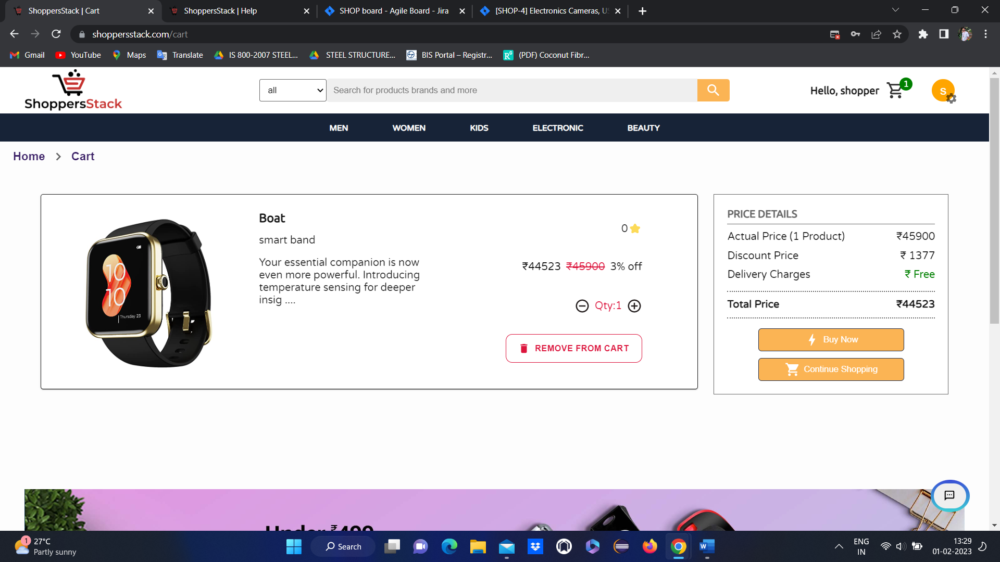 ShoppersStack | Cart
ShoppersStack | Help
SHOP board - Agile Board - Jira
[SHOP-4] Electronics Cameras, US
shoppersstack.com/cart
Gmail
YouTube
Maps
Translate
IS 800-2007 STEEL...
STEEL STRUCTURE...
BIS Portal – Registr...
(PDF) Coconut Fibr...
ShoppersStack
all
Search for products brands and more
Hello, shopper
1
S
MEN
WOMEN
KIDS
ELECTRONIC
BEAUTY
Home > Cart
Boat
smart band
Your essential companion is now
even more powerful. Introducing
temperature sensing for deeper
insig ....
10
10
Thursday 23
0
₹44523 ₹45900 3% off
Qty:1
REMOVE FROM CART
PRICE DETAILS
Actual Price (1 Product) ₹45900
Discount Price ₹ 1377
Delivery Charges ₹ Free
Total Price ₹44523
Buy Now
Continue Shopping
Under ₹499
1
27°C
Partly sunny
Search
ENG
IN
13:29
01-02-2023